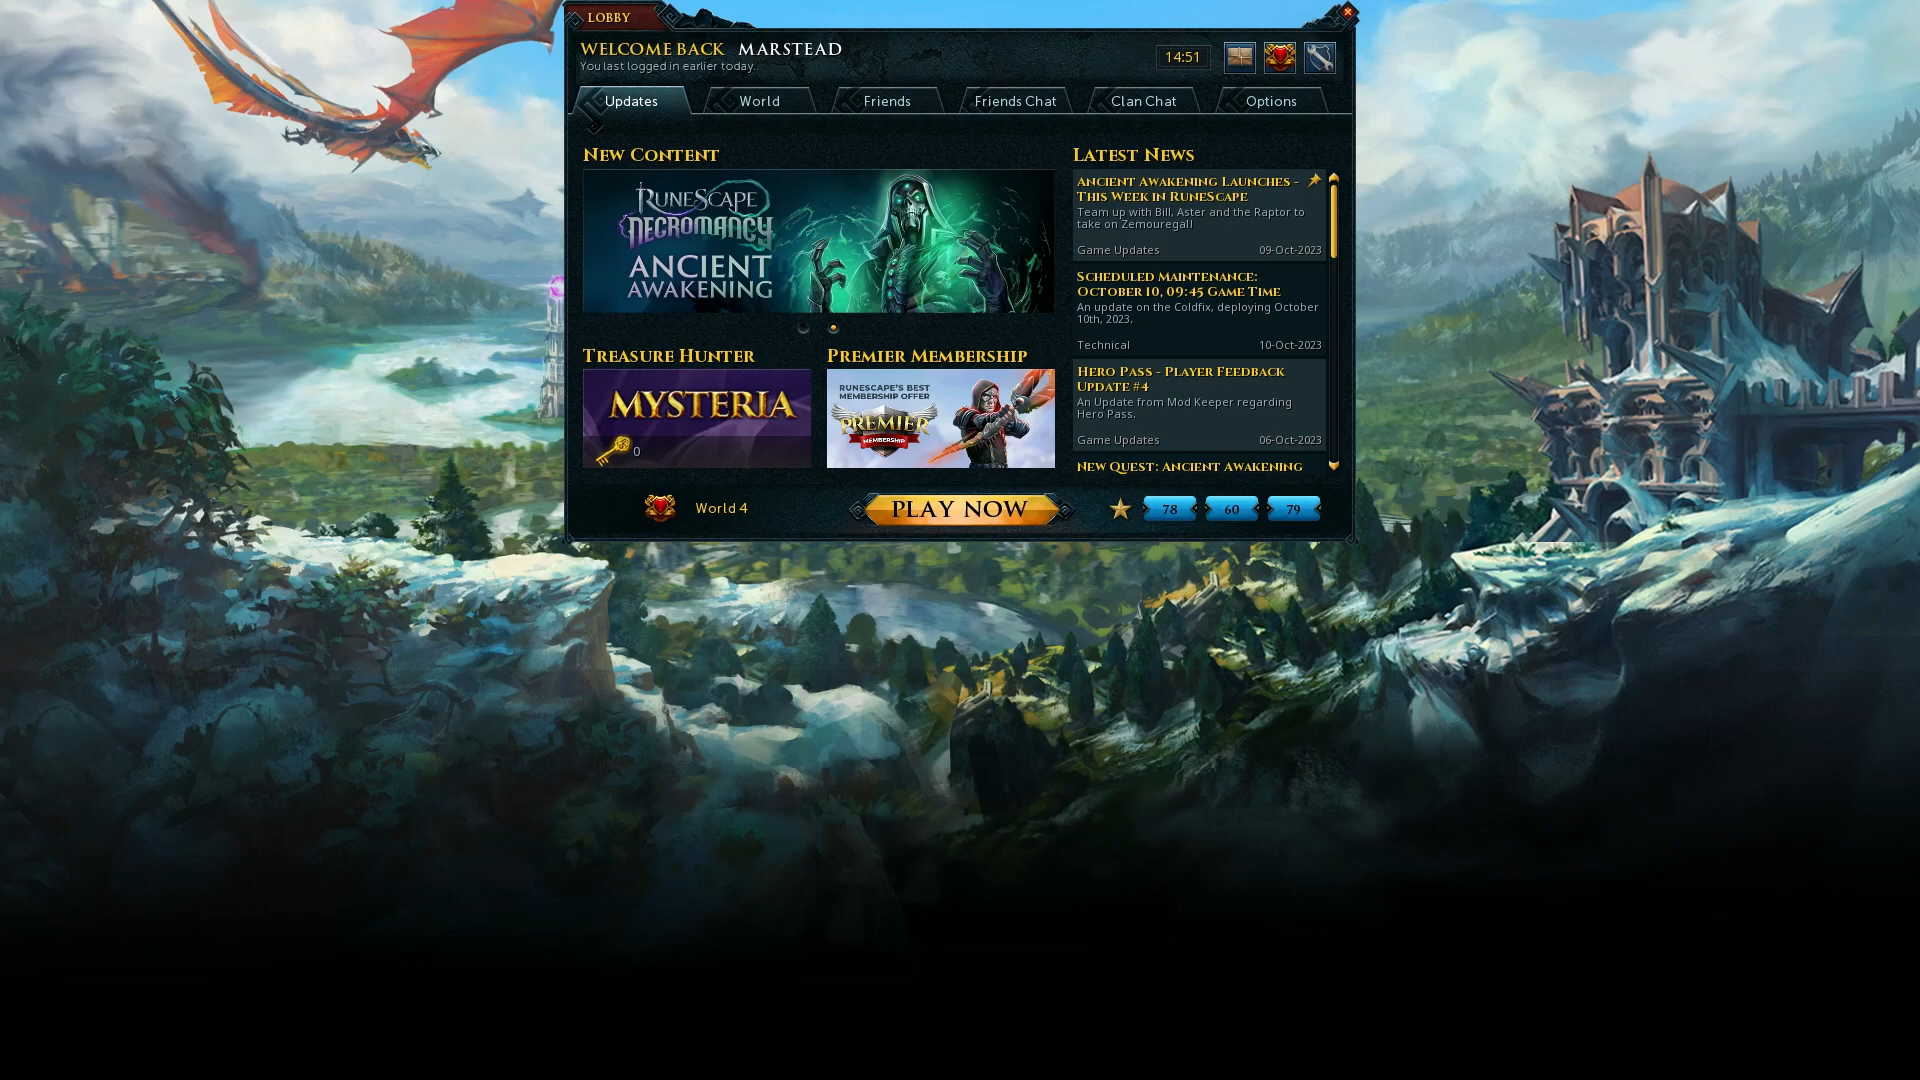 LOBBY
WELCOME BACK MARSTEAD
You last logged in earlier today.
14:51
Updates
World
Friends
Friends Chat
Clan Chat
Options
New Content
RuneScape
Necromancy
ANCIENT
AWAKENING
Treasure Hunter
MYSTERIA
0
Premier Membership
RUNESCAPE'S BEST
MEMBERSHIP OFFER
PREMIER
MEMBERSHIP
Latest News
Ancient Awakening Launches -
This Week in RuneScape
Team up with Bill, Aster and the Raptor to
take on Zemouregal!
Game Updates 09-Oct-2023
Scheduled Maintenance:
October 10, 09:45 Game Time
An update on the Coldfix, deploying October
10th, 2023.
Technical 10-Oct-2023
Hero Pass - Player Feedback
Update #4
An Update from Mod Keeper regarding
Hero Pass.
Game Updates 06-Oct-2023
New Quest: Ancient Awakening
World 4
PLAY NOW
78
60
79